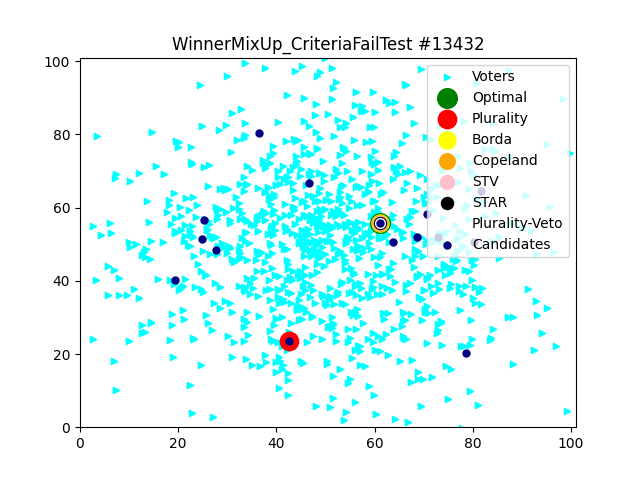 WinnerMixUp_CriteriaFailTest #13432
Voters
Optimal
Plurality
Borda
Copeland
STV
STAR
Plurality-Veto
Candidates
100
80
60
40
20
0
0 20 40 60 80 100